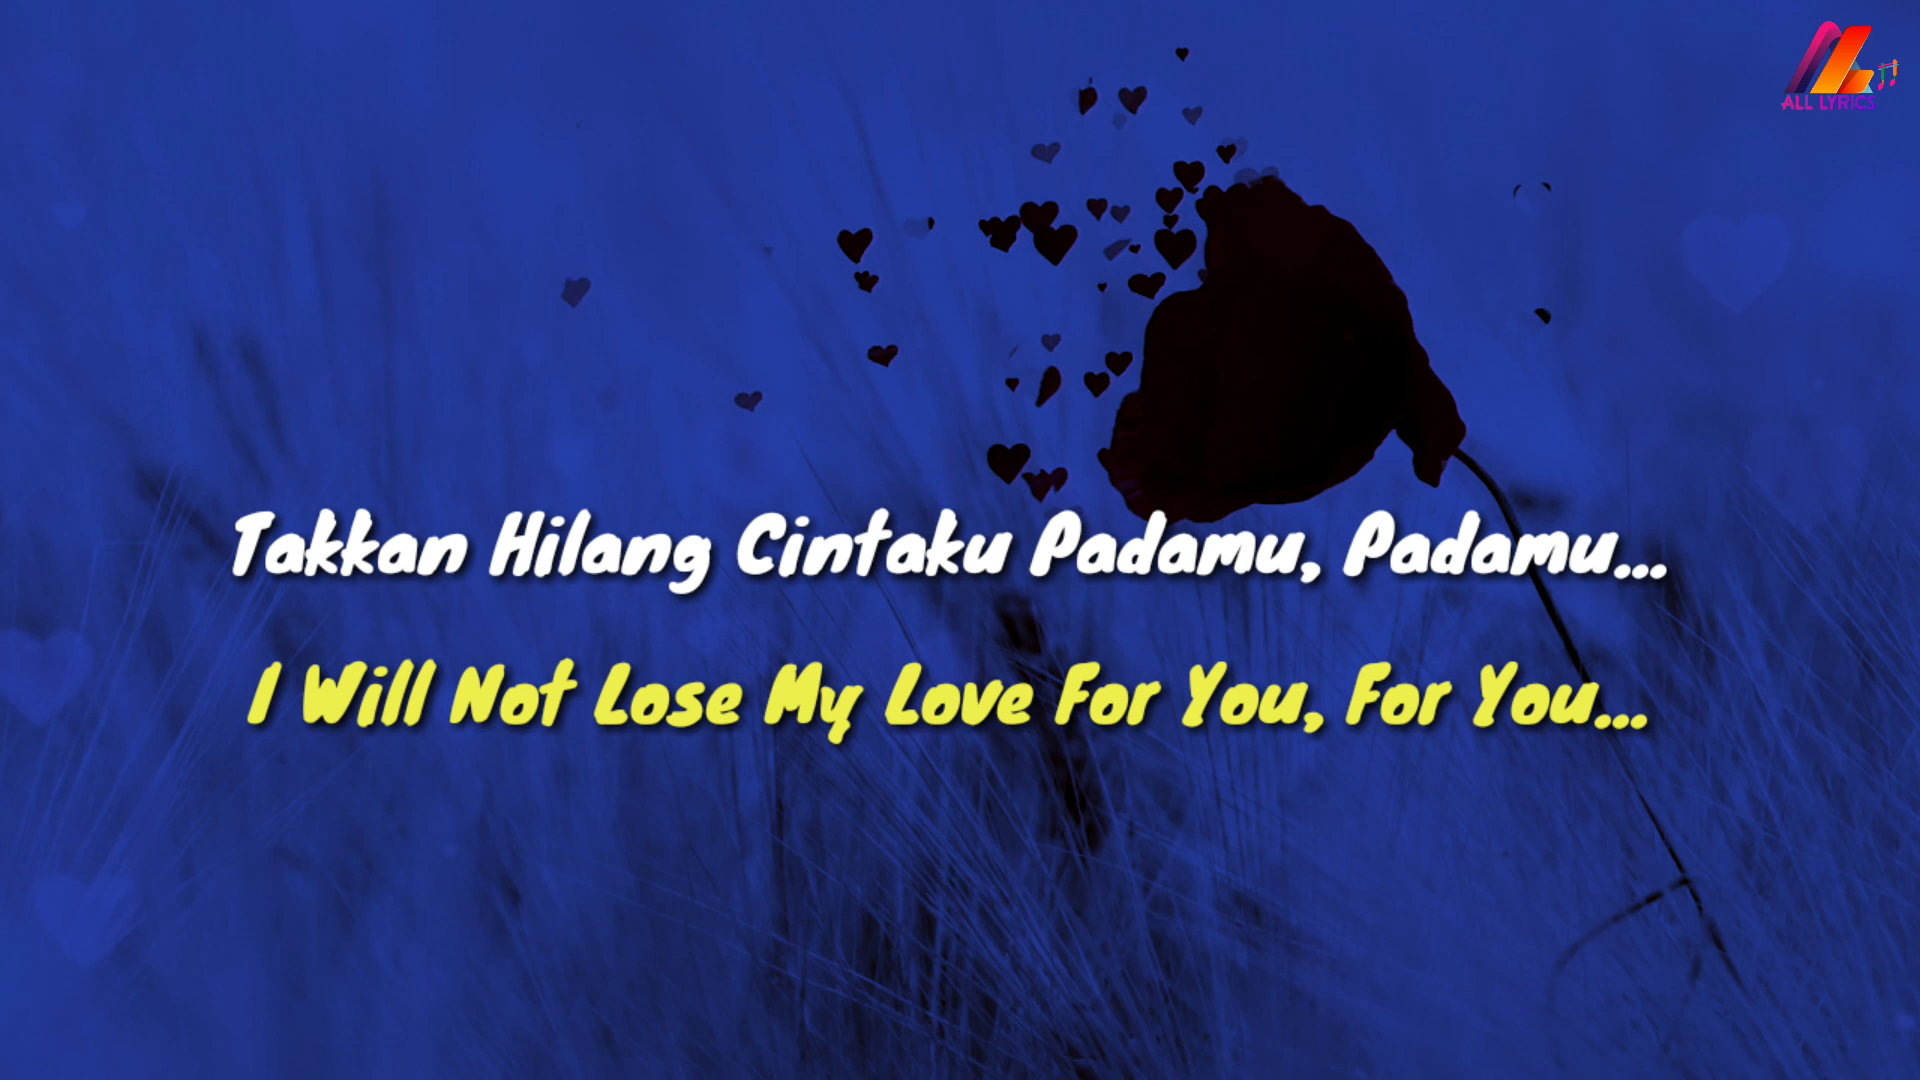 ALL LYRICS
Takkan Hilang Cintaku Padamu, Padamu...
I Will Not Lose My Love For You, For You...